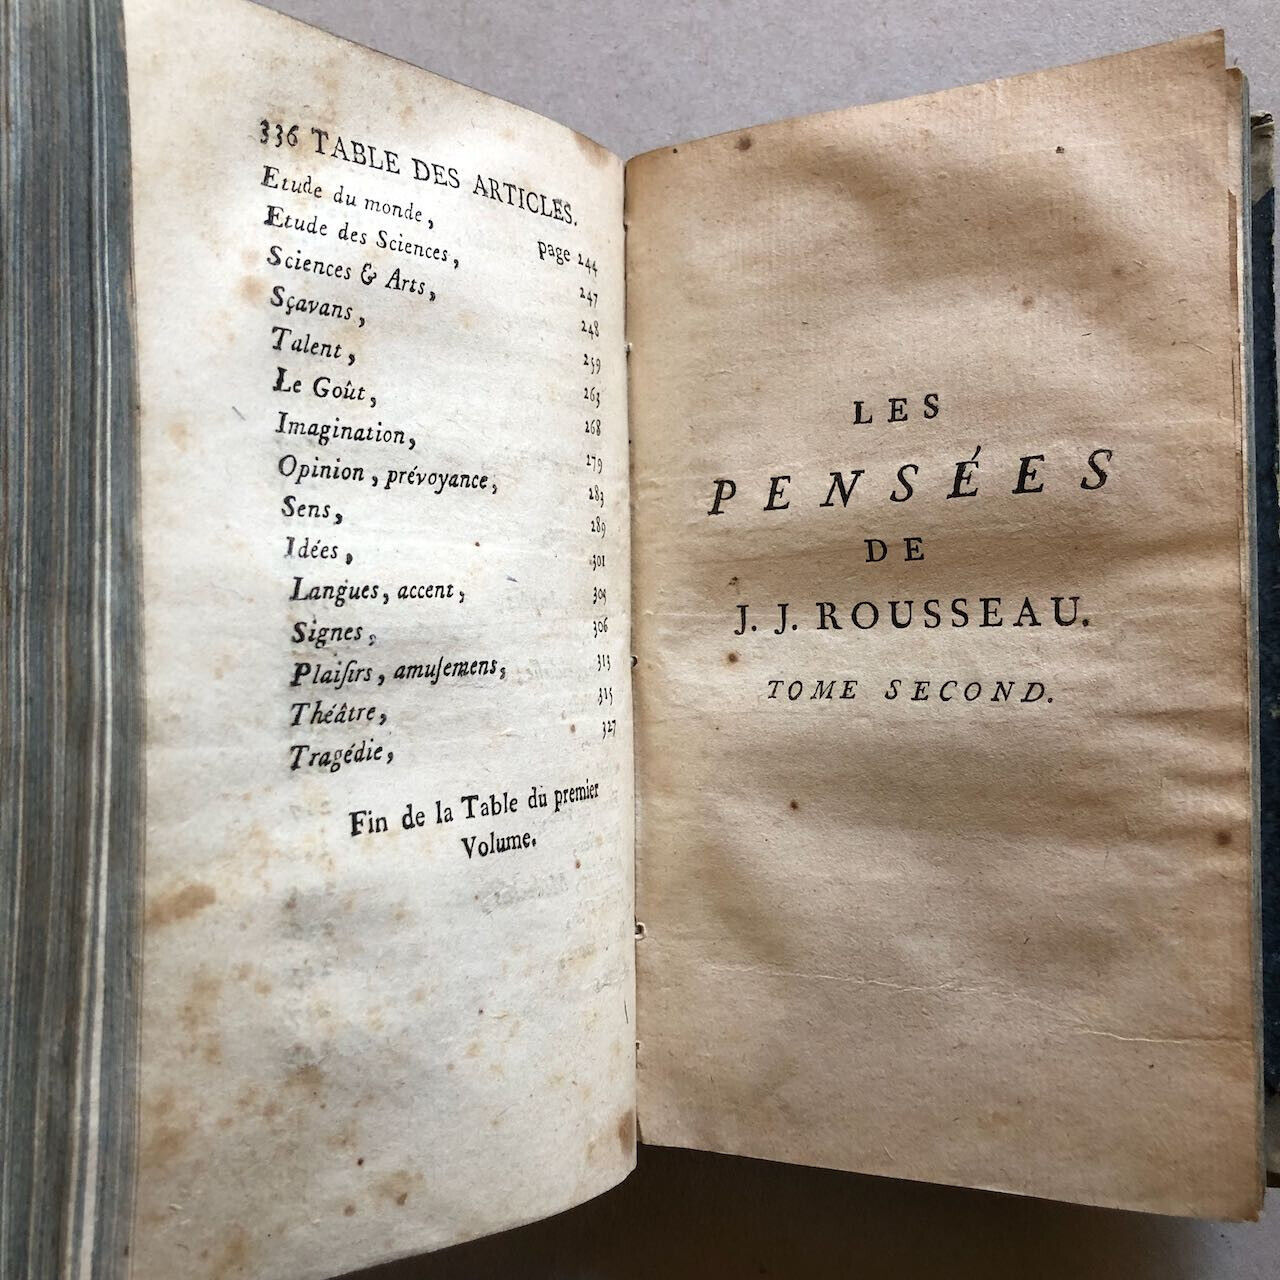 336 TABLE DES ARTICLES.
Etude du monde, page 244
Etude des Sciences, 247
Sciences & Arts, 248
Sçavans, 259
Talent, 263
Le Goût, 268
Imagination, 279
Opinion, prévoyance, 283
Sens, 289
Idées, 301
Langues, accent,
Signes, 306
Plaiſirs, amuſemens, 313
Théâtre, 315
Tragédie, 327
Fin de la Table du premier
Volume.
LES
PENSÉES
DE
J. J. ROUSSEAU.
TOME SECOND.